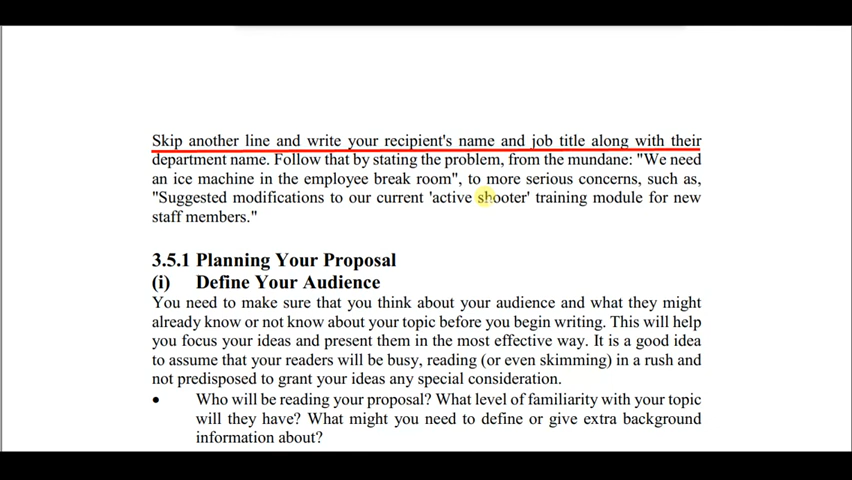 Skip another line and write your recipient's name and job title along with their
department name. Follow that by stating the problem, from the mundane: "We need
an ice machine in the employee break room", to more serious concerns, such as,
"Suggested modifications to our current 'active shooter' training module for new
staff members."
3.5.1 Planning Your Proposal
(i) Define Your Audience
You need to make sure that you think about your audience and what they might
already know or not know about your topic before you begin writing. This will help
you focus your ideas and present them in the most effective way. It is a good idea
to assume that your readers will be busy, reading (or even skimming) in a rush and
not predisposed to grant your ideas any special consideration.
• Who will be reading your proposal? What level of familiarity with your topic
will they have? What might you need to define or give extra background
information about?